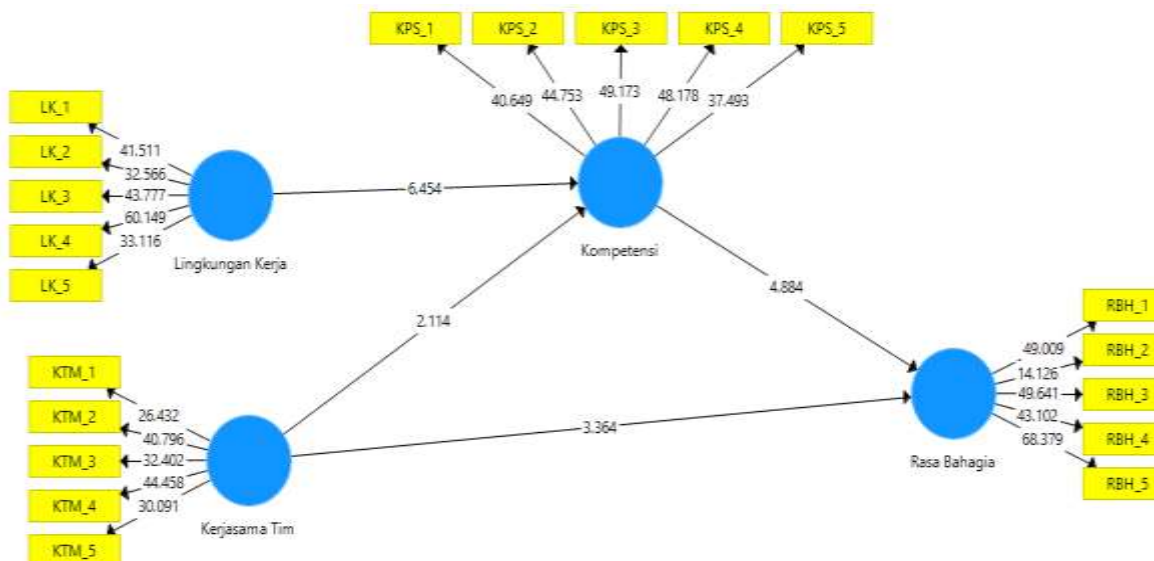 KPS_1
KPS_2
KPS_3
KPS_4
KPS_5
40.649
44.753
49.173
48.178
37.493
LK_1
LK_2
LK_3
LK_4
LK_5
41.511
32.566
43.777
60.149
33.116
Lingkungan Kerja
6.454
Kompetensi
2.114
4.884
KTM_1
KTM_2
KTM_3
KTM_4
KTM_5
26.432
40.796
32.402
44.458
30.091
Kerjasama Tim
3.364
Rasa Bahagia
RBH_1
RBH_2
RBH_3
RBH_4
RBH_5
49.009
14.126
49.641
43.102
68.379